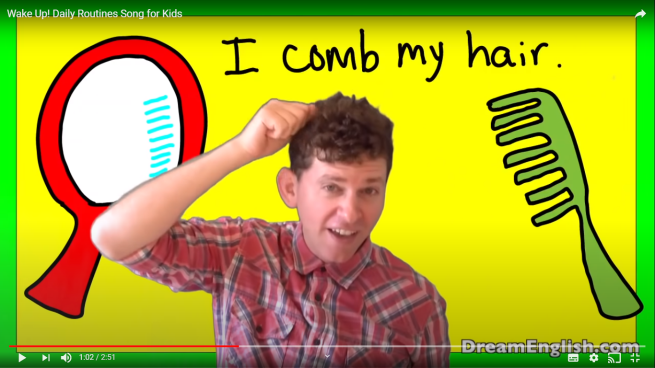 Wake Up! Daily Routines Song for Kids
I comb my hair.
DreamEnglish.com
1:02 / 2:51